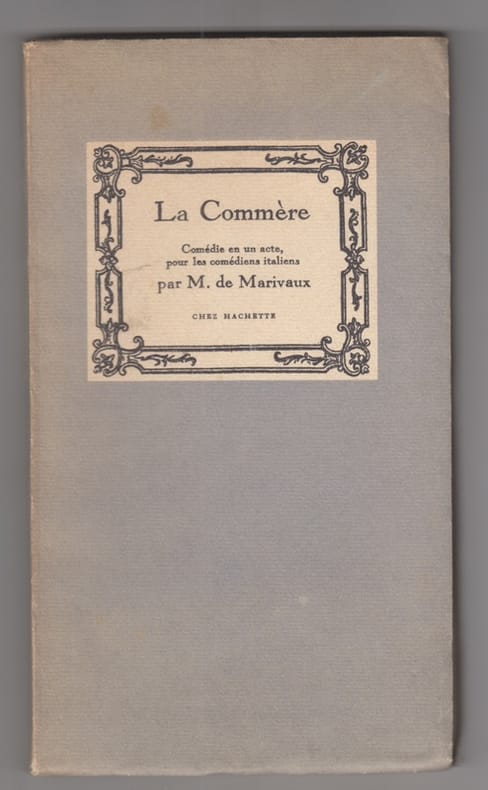 La Commère
Comédie en un acte,
pour les comédiens italiens
par M. de Marivaux
CHEZ HACHETTE